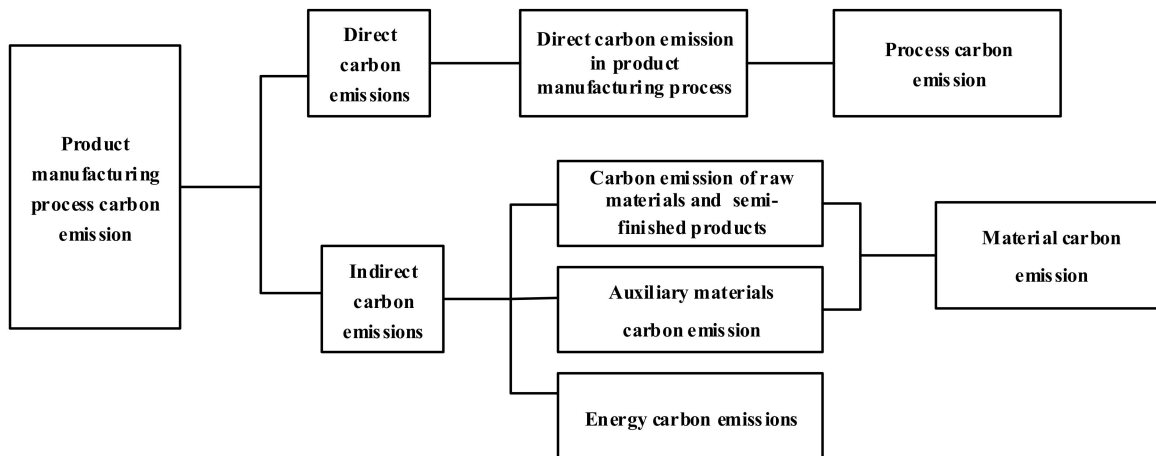 Product
manufacturing
process carbon
emission
Direct
carbon
emissions
Direct carbon emission
in product
manufacturing process
Process carbon
emission
Indirect
carbon
emissions
Carbon emission of raw
materials and semi-
finished products
Auxiliary materials
carbon emission
Energy carbon emissions
Material carbon
emission